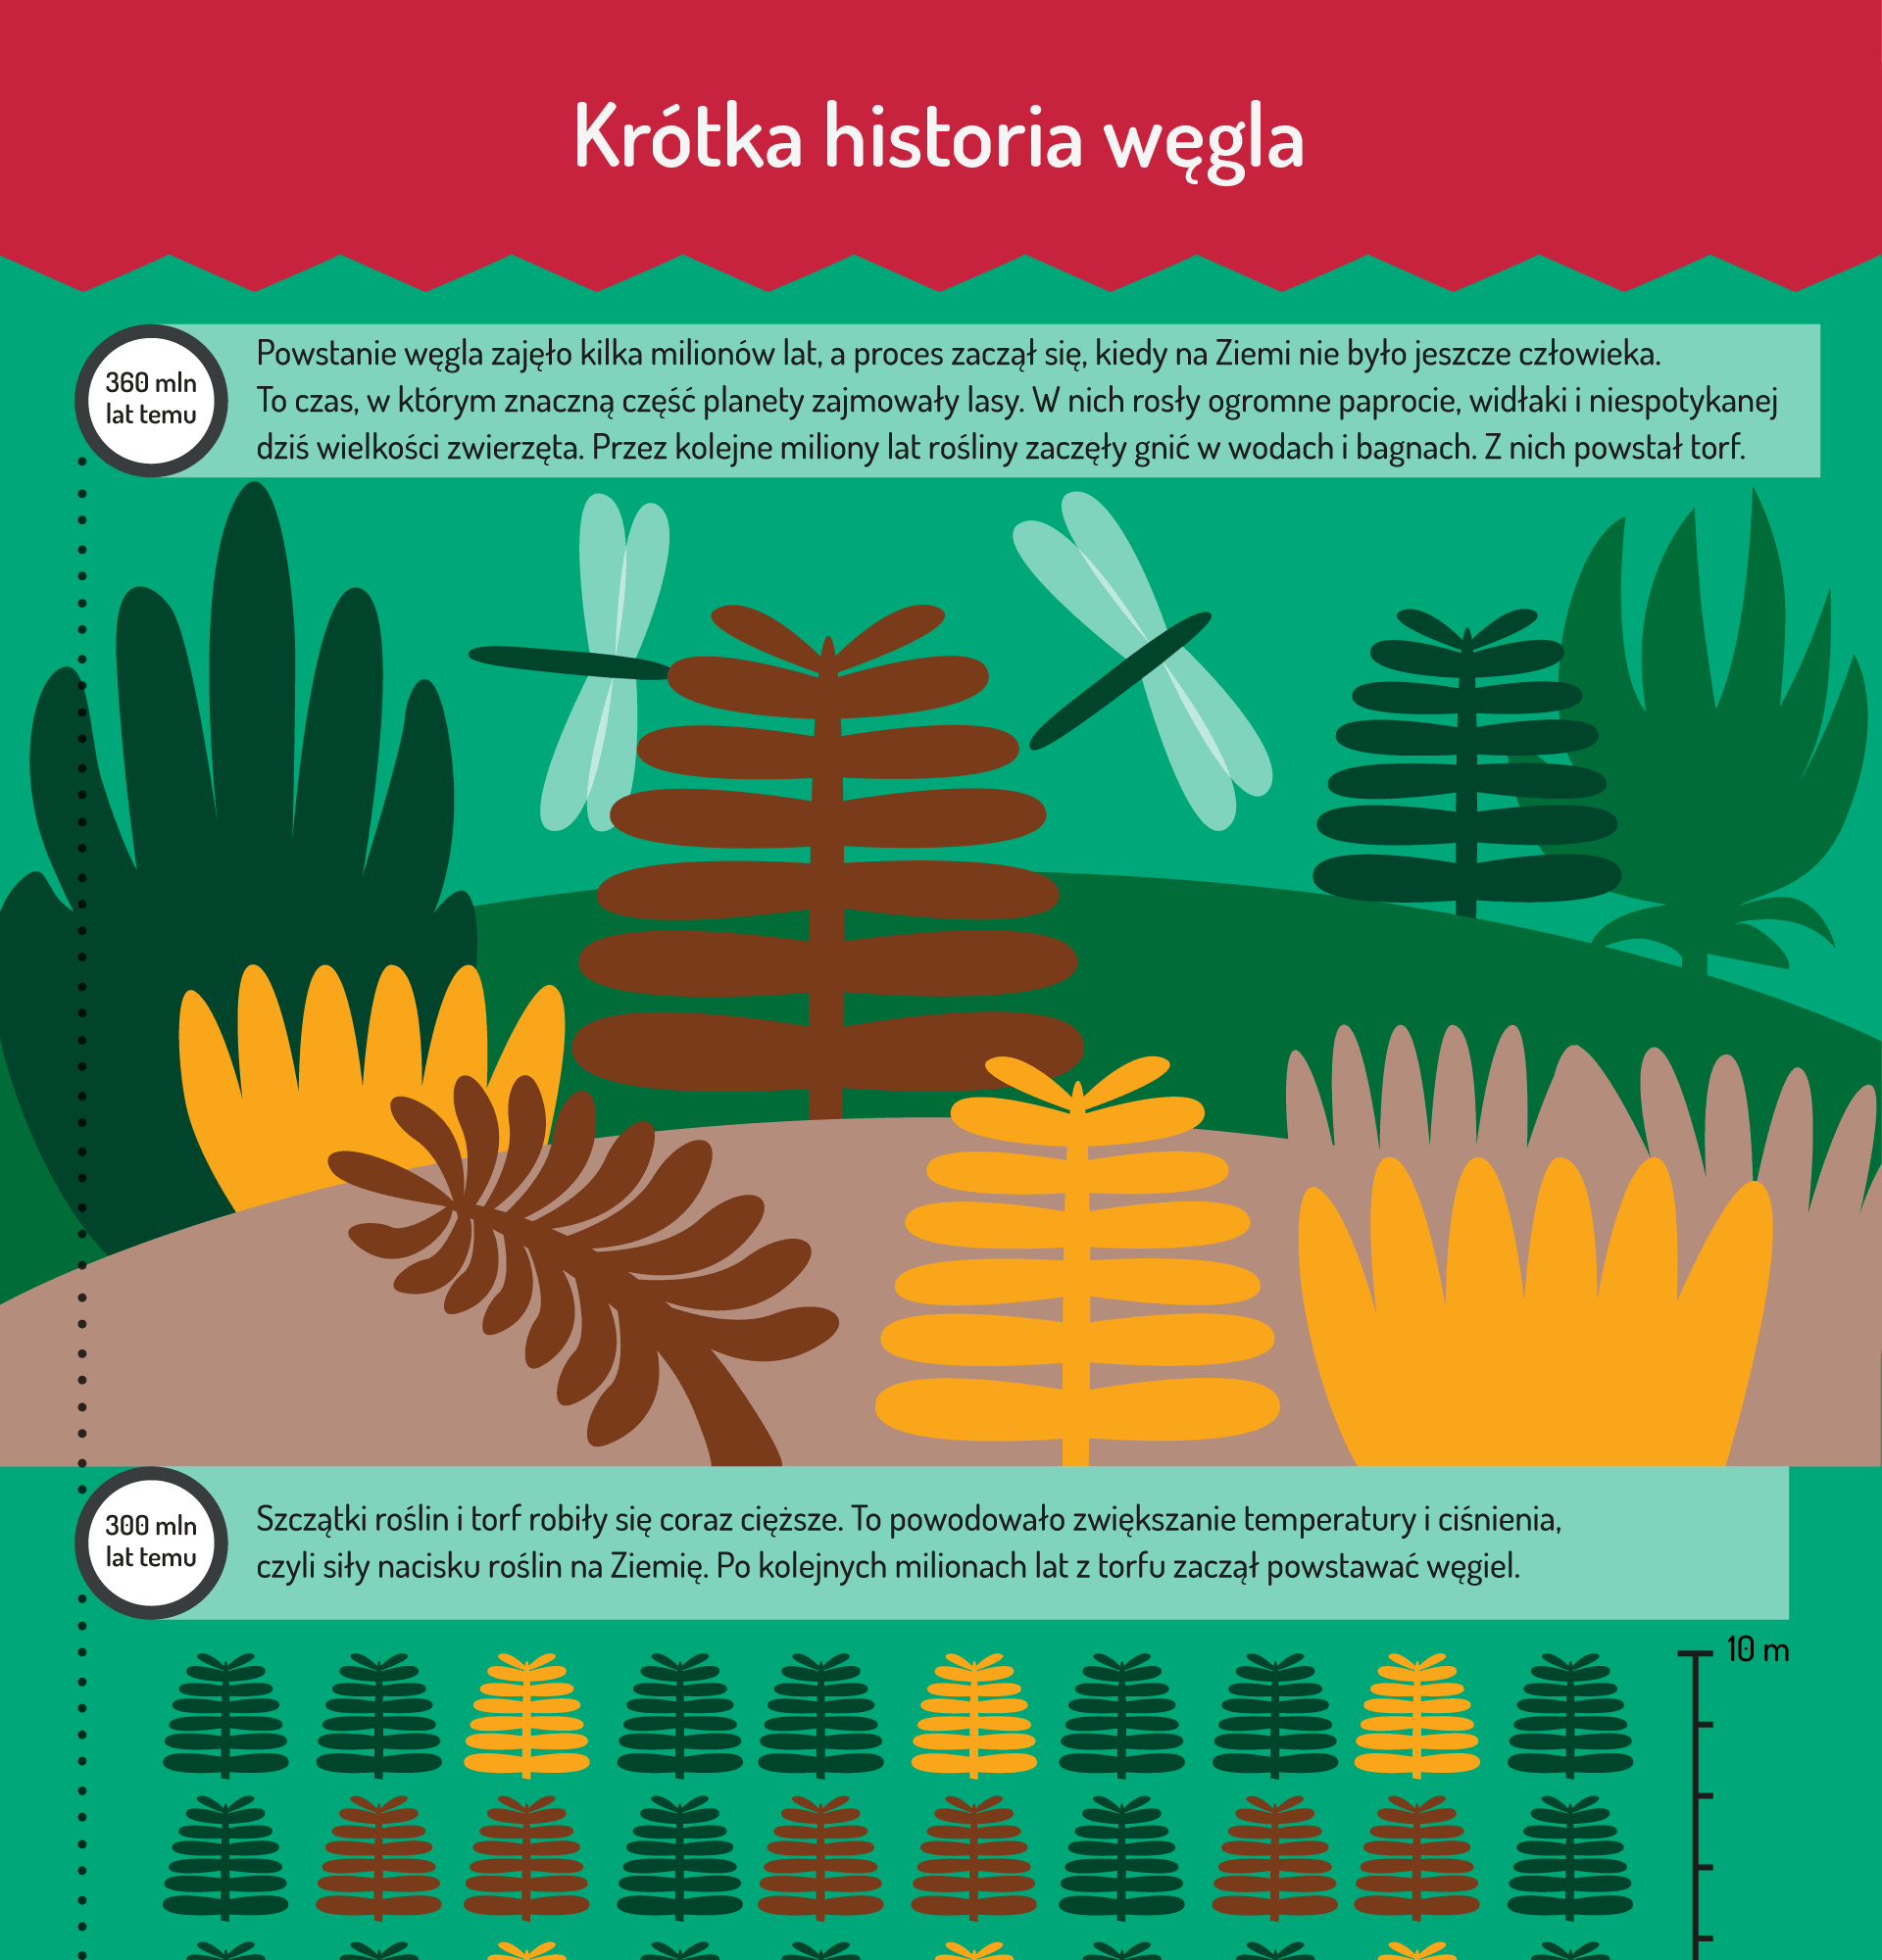 Krótka historia węgla
360 mln
lat temu
Powstanie węgla zajęło kilka milionów lat, a proces zaczął się, kiedy na Ziemi nie było jeszcze człowieka.
To czas, w którym znaczną część planety zajmowały lasy. W nich rosły ogromne paprocie, widłaki i niespotykanej
dziś wielkości zwierzęta. Przez kolejne miliony lat rośliny zaczęły gnić w wodach i bagnach. Z nich powstał torf.
300 mln
lat temu
Szczątki roślin i torf robiły się coraz cięższe. To powodowało zwiększanie temperatury i ciśnienia,
czyli siły nacisku roślin na Ziemię. Po kolejnych milionach lat z torfu zaczął powstawać węgiel.
10 m